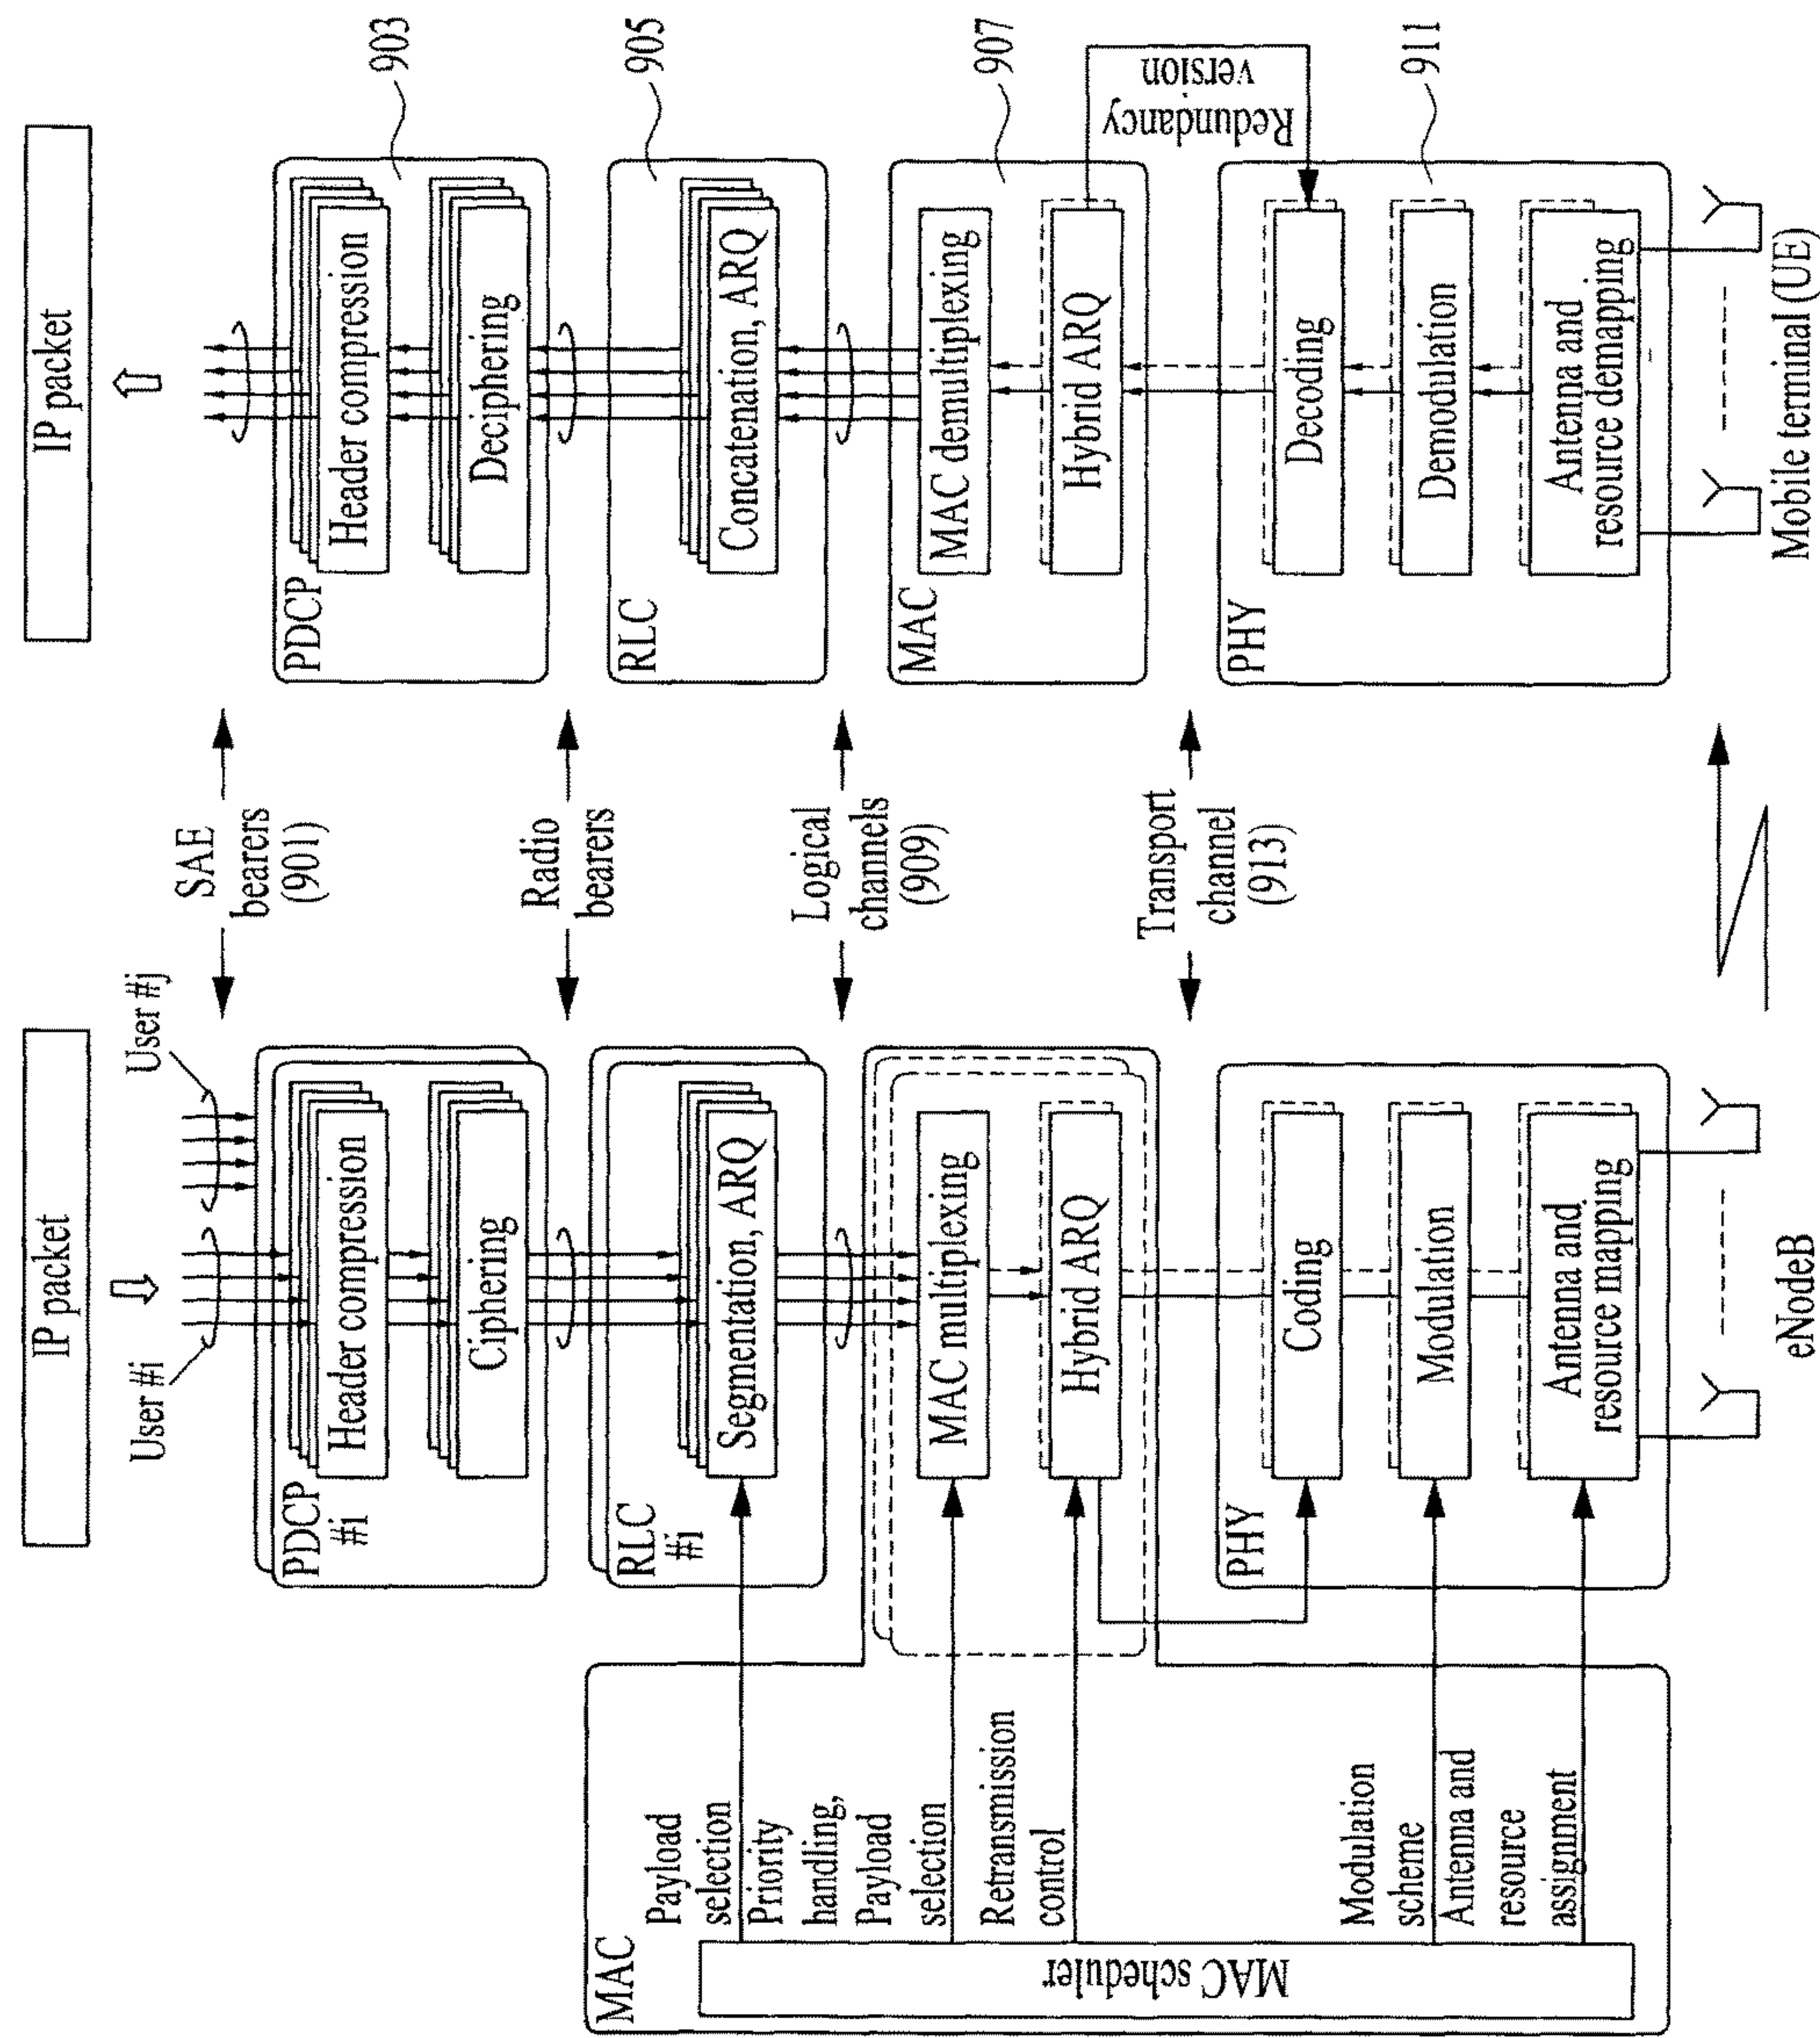 IP packet
IP packet
User #i
User #j
SAE
bearers
(901)
PDCP
#i
Header compression
Ciphering
PDCP
Header compression
Deciphering
903
Radio
bearers
RLC
#i
Segmentation, ARQ
RLC
Concatenation, ARQ
905
Logical
channels
(909)
MAC
MAC scheduler
Payload
selection
Priority
handling,
Payload
selection
Retransmission
control
Modulation
scheme
Antenna and
resource
assignment
MAC multiplexing
Hybrid ARQ
MAC
MAC demultiplexing
Hybrid ARQ
907
Redundancy
version
Transport
channel
(913)
PHY
Coding
Modulation
Antenna and
resource mapping
PHY
Decoding
Demodulation
Antenna and
resource demapping
911
eNodeB
Mobile terminal (UE)